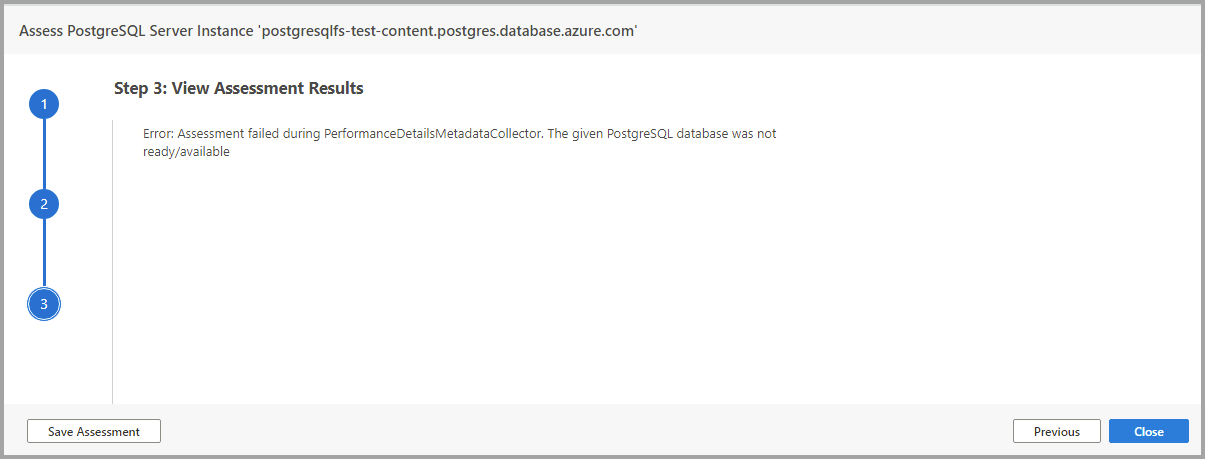 Assess PostgreSQL Server Instance 'postgresqlfs-test-content.postgres.database.azure.com'
Step 3: View Assessment Results
1
Error: Assessment failed during PerformanceDetailsMetadataCollector. The given PostgreSQL database was not
ready/available
2
3
Save Assessment
Previous
Close